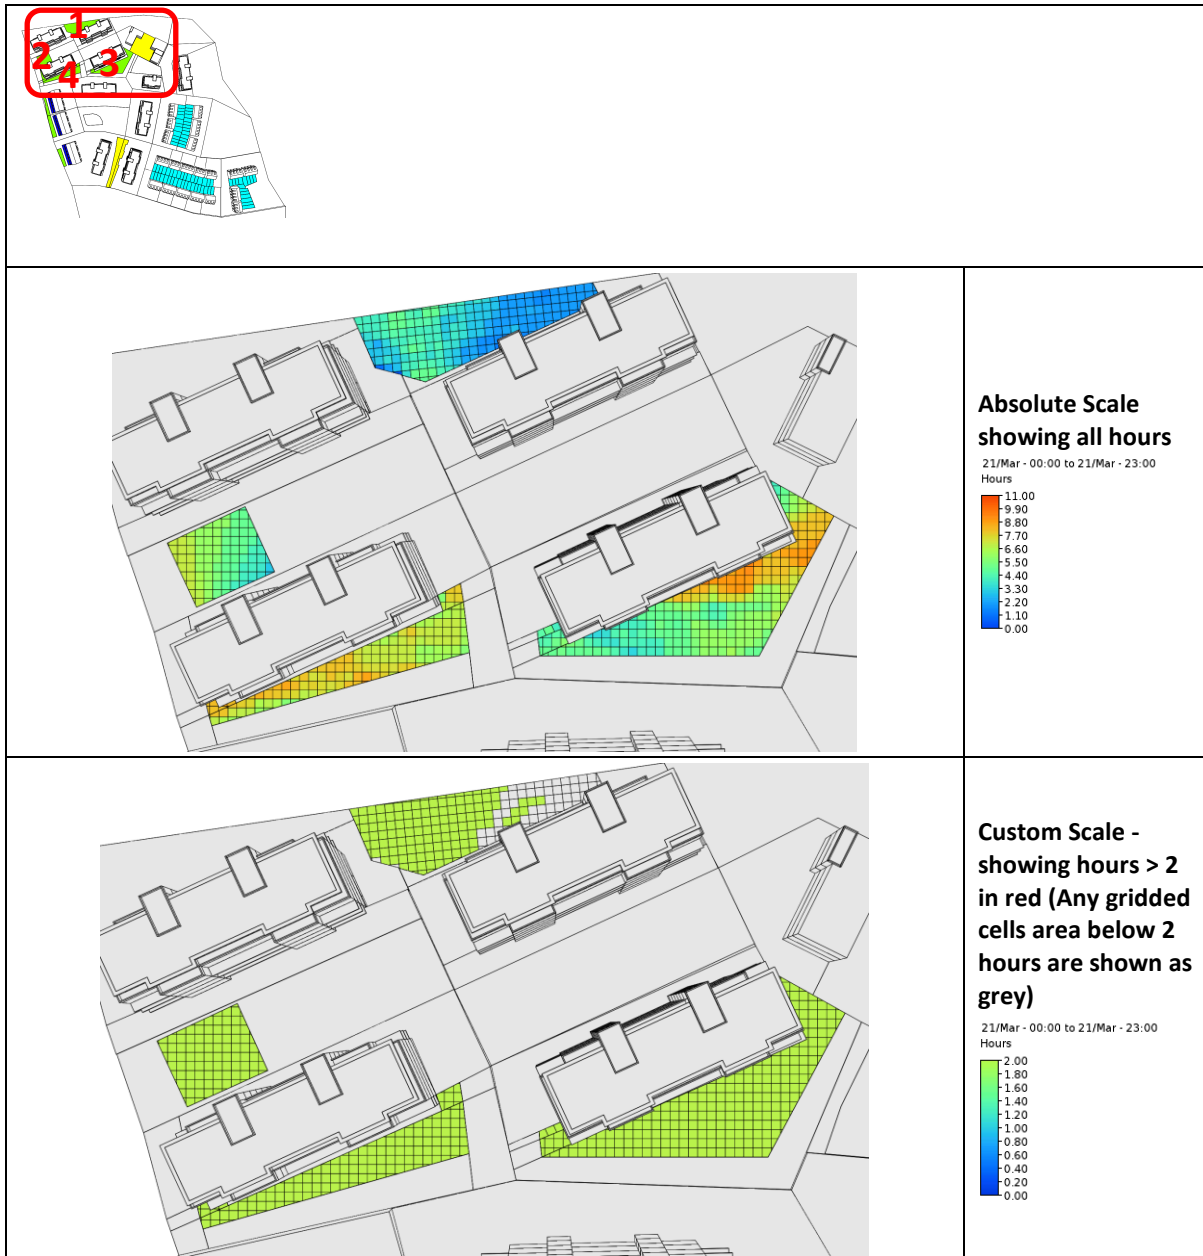 1
2
3
4
Absolute Scale
showing all hours
21/Mar - 00:00 to 21/Mar - 23:00
Hours
11.00
9.90
8.80
7.70
6.60
5.50
4.40
3.30
2.20
1.10
0.00
Custom Scale -
showing hours > 2
in red (Any gridded
cells area below 2
hours are shown as
grey)
21/Mar - 00:00 to 21/Mar - 23:00
Hours
2.00
1.80
1.60
1.40
1.20
1.00
0.80
0.60
0.40
0.20
0.00